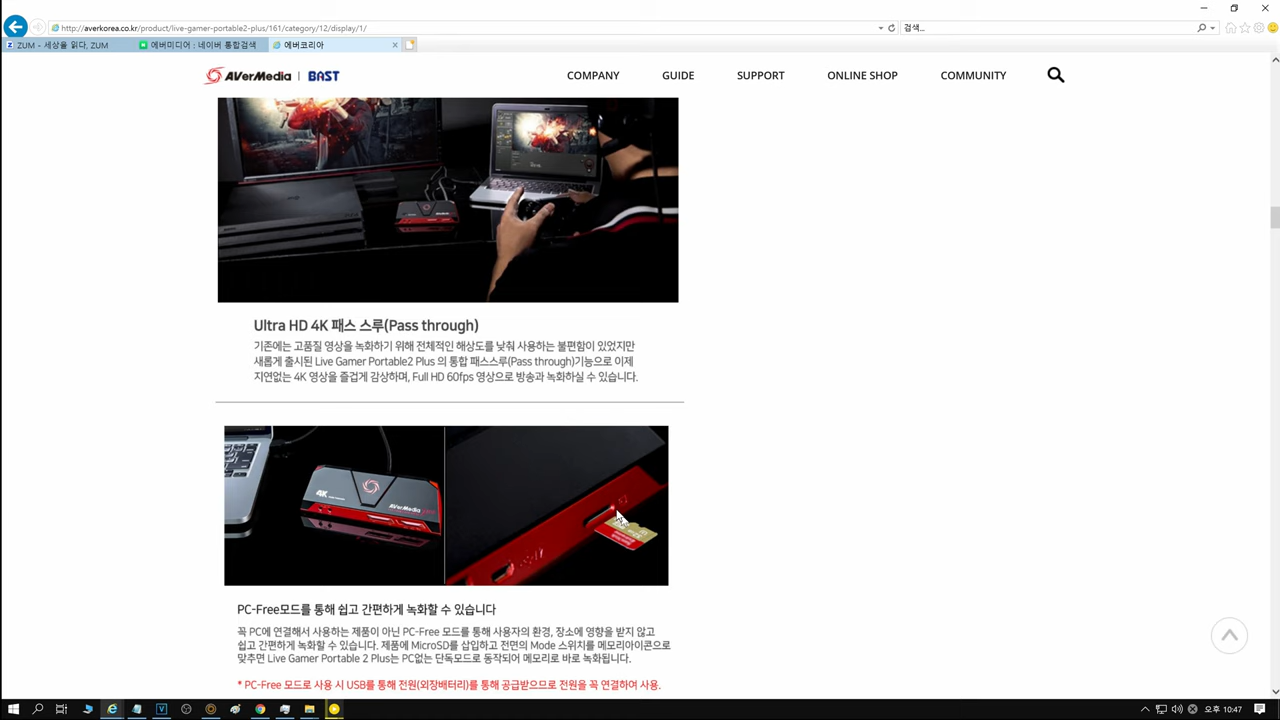 http://averkorea.co.kr/product/live-gamer-portable2-plus/161/category/12/display/1/
검색...
ZUM - 세상을 읽다, ZUM
에버미디어 : 네이버 통합검색
에버코리아
AVerMedia | BAST
COMPANY GUIDE SUPPORT ONLINE SHOP COMMUNITY
Ultra HD 4K 패스 스루(Pass through)
기존에는 고품질 영상을 녹화하기 위해 전체적인 해상도를 낮춰 사용하는 불편함이 있었지만
새롭게 출시된 Live Gamer Portable2 Plus 의 통합 패스스루(Pass through)기능으로 이제
지연없는 4K 영상을 즐겁게 감상하며, Full HD 60fps 영상으로 방송과 녹화하실 수 있습니다.
4K
AVerMedia
PC-Free모드를 통해 쉽고 간편하게 녹화할 수 있습니다
꼭 PC에 연결해서 사용하는 제품이 아닌 PC-Free 모드를 통해 사용자의 환경, 장소에 영향을 받지 않고
쉽고 간편하게 녹화할 수 있습니다. 제품에 MicroSD를 삽입하고 전면의 Mode 스위치를 메모리아이콘으로
맞추면 Live Gamer Portable 2 Plus는 PC없는 단독모드로 동작되어 메모리로 바로 녹화됩니다.
* PC-Free 모드로 사용 시 USB를 통해 전원(외장배터리)를 통해 공급받으므로 전원을 꼭 연결하여 사용.
오후 10:47